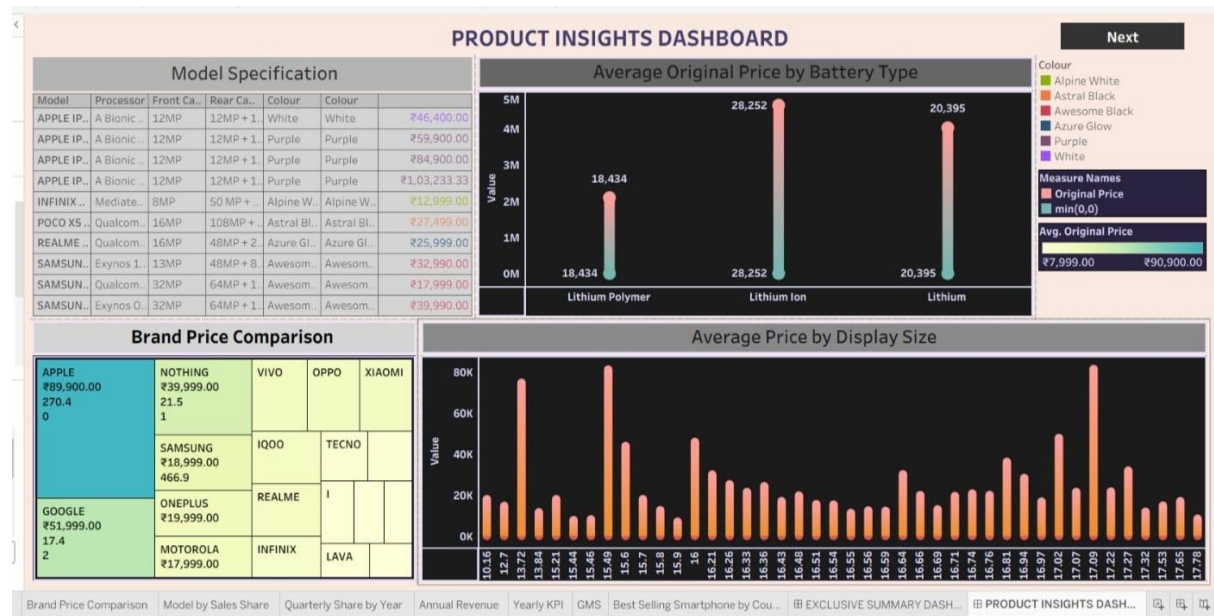 PRODUCT INSIGHTS DASHBOARD
Next
Model Specification
Model Processor Front Ca.. Rear Ca.. Colour Colour
APPLE IP.. A Bionic .. 12MP 12MP + 1.. White White ₹46,400.00
APPLE IP.. A Bionic .. 12MP 12MP + 1.. Purple Purple ₹59,900.00
APPLE IP.. A Bionic .. 12MP 12MP + 1.. Purple Purple ₹84,900.00
APPLE IP.. A Bionic .. 12MP 12MP + 1.. Purple Purple ₹1,03,233.33
INFINIX .. Mediate.. 8MP 50 MP + .. Alpine W.. Alpine W.. ₹12,999.00
POCO X5 .. Qualcom.. 16MP 108MP + .. Astral Bl.. Astral Bl.. ₹27,499.00
REALME .. Qualcom.. 16MP 48MP + 2.. Azure Gl.. Azure Gl.. ₹25,999.00
SAMSUN.. Exynos 1.. 13MP 48MP + 8.. Awesom.. Awesom.. ₹32,990.00
SAMSUN.. Qualcom.. 32MP 64MP + 1.. Awesom.. Awesom.. ₹17,999.00
SAMSUN.. Exynos O.. 32MP 64MP + 1.. Awesom.. Awesom.. ₹39,990.00
Average Original Price by Battery Type
Value
5M
4M
3M
2M
1M
0M
18,434
28,252
20,395
18,434
28,252
20,395
Lithium Polymer
Lithium Ion
Lithium
Colour
Alpine White
Astral Black
Awesome Black
Azure Glow
Purple
White
Measure Names
Original Price
min(0,0)
Avg. Original Price
₹7,999.00 ₹90,900.00
Brand Price Comparison
APPLE
₹89,900.00
270.4
0
GOOGLE
₹51,999.00
17.4
2
NOTHING
₹39,999.00
21.5
1
SAMSUNG
₹18,999.00
466.9
ONEPLUS
₹19,999.00
MOTOROLA
₹17,999.00
VIVO
OPPO
XIAOMI
IQOO
TECNO
REALME
I
INFINIX
LAVA
Average Price by Display Size
Value
80K
60K
40K
20K
0K
10.16
12.7
13.72
13.84
15.21
15.44
15.46
15.49
15.6
15.7
15.8
15.9
16
16.21
16.26
16.33
16.36
16.43
16.48
16.51
16.54
16.55
16.56
16.59
16.64
16.66
16.69
16.71
16.74
16.76
16.81
16.94
16.97
17.02
17.07
17.09
17.22
17.27
17.32
17.53
17.65
17.78
Brand Price Comparison
Model by Sales Share
Quarterly Share by Year
Annual Revenue
Yearly KPI
GMS
Best Selling Smartphone by Cou...
EXCLUSIVE SUMMARY DASH...
PRODUCT INSIGHTS DASH...